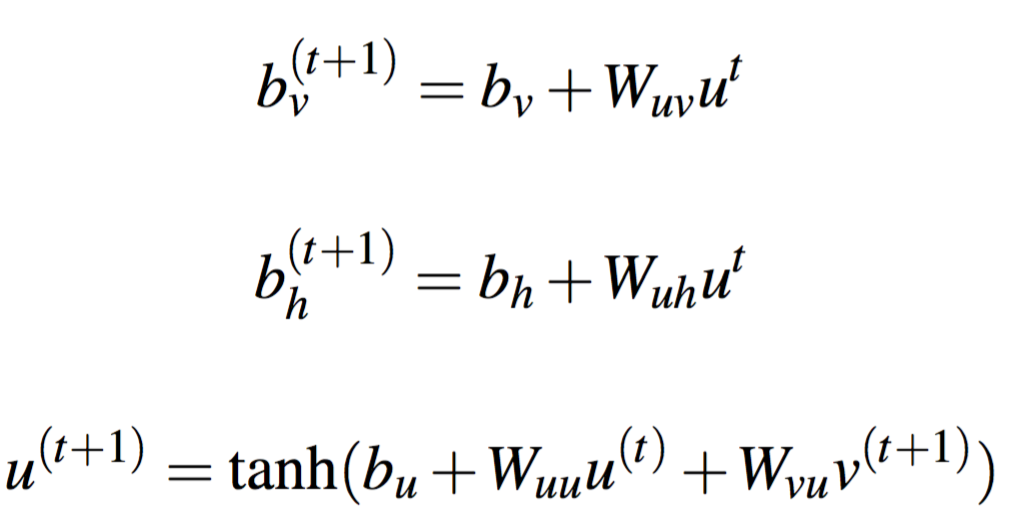 b_v^{(t+1)} = b_v + W_{uv}u^t
b_h^{(t+1)} = b_h + W_{uh}u^t
u^{(t+1)} = tanh(b_u + W_{uu}u^{(t)} + W_{vu}v^{(t+1)})